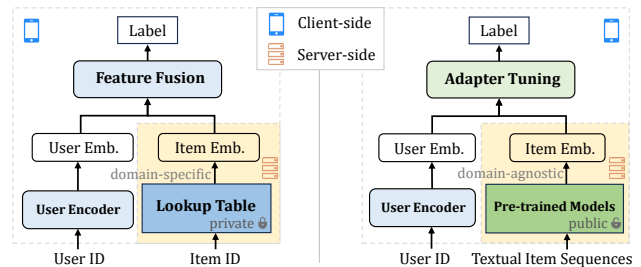 Label
Feature Fusion
User Emb.
Item Emb.
domain-specific
User Encoder
Lookup Table
private
User ID
Item ID
Client-side
Server-side
Label
Adapter Tuning
User Emb.
Item Emb.
domain-agnostic
User Encoder
Pre-trained Models
public
User ID
Textual Item Sequences